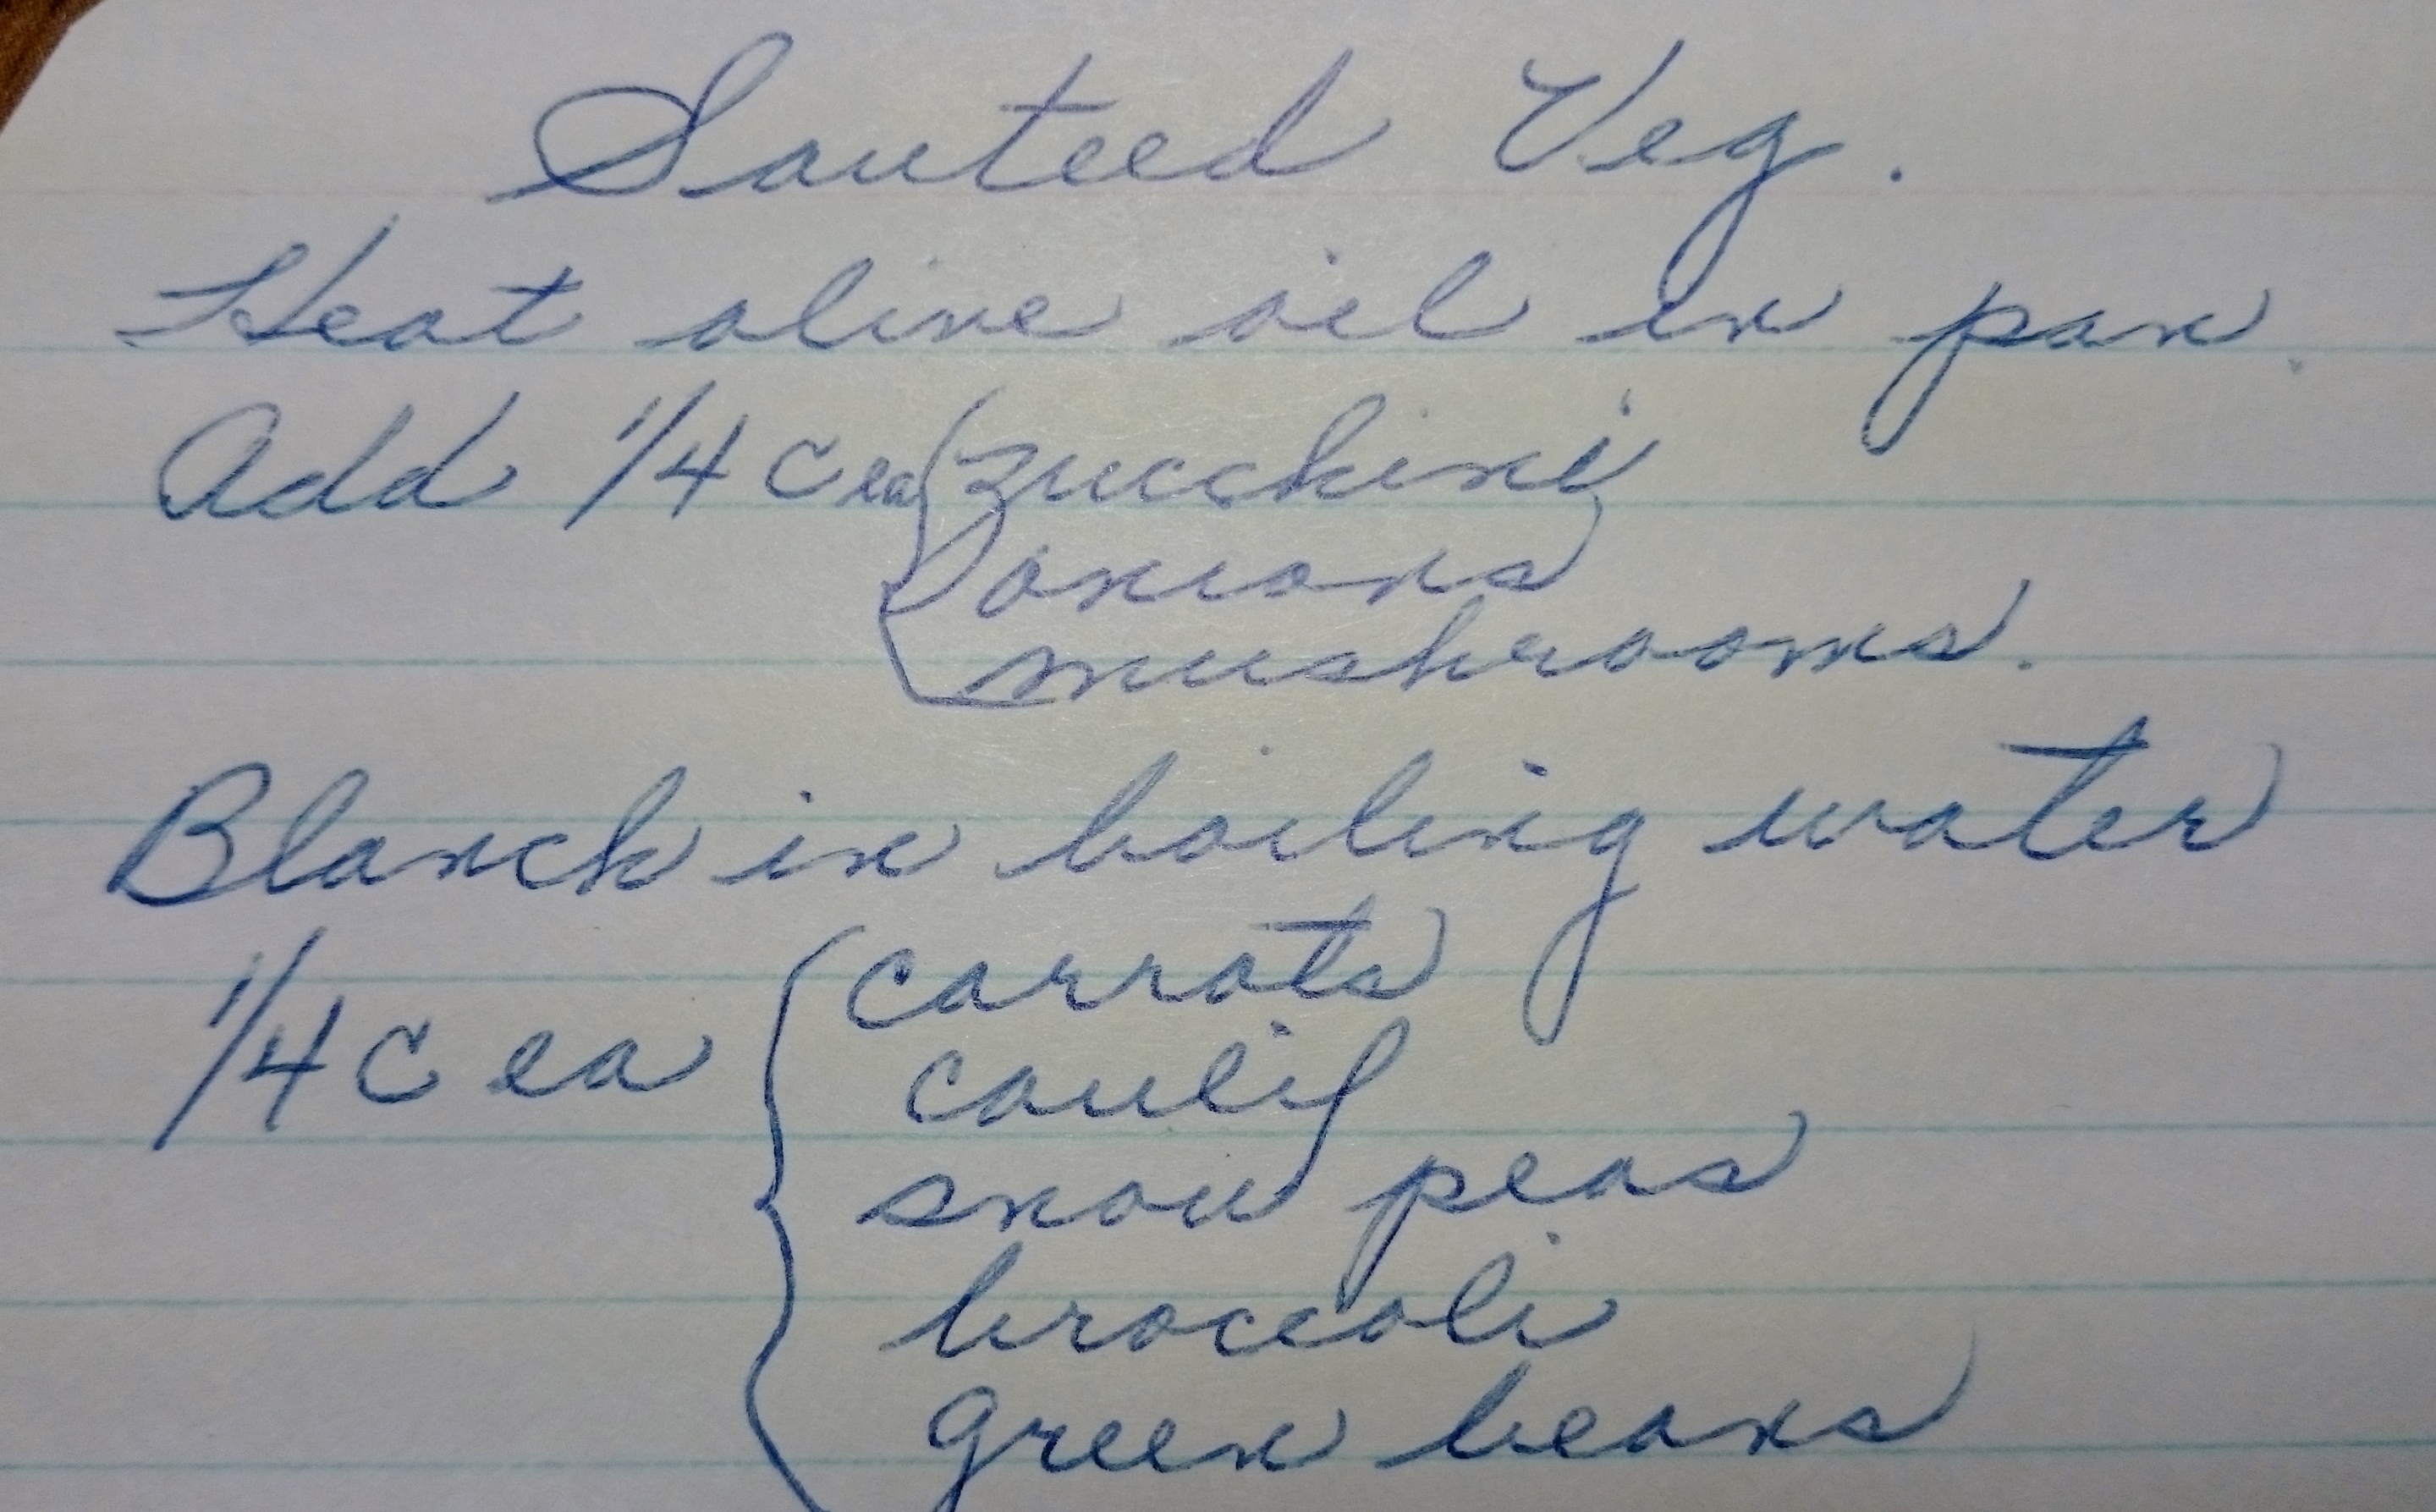 Sauteed Veg.
Heat olive oil in pan.
Add 1/4 c ea { zucchini
onions
mushrooms.
Blanch in boiling water
1/4 c ea { carrots
caulif
snow peas
broccoli
green beans